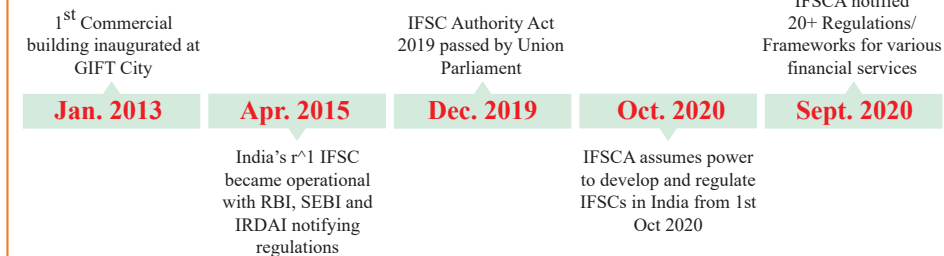 1st Commercial
building inaugurated at
GIFT City
Jan. 2013
Apr. 2015
India's r^1 IFSC
became operational
with RBI, SEBI and
IRDAI notifying
regulations
IFSC Authority Act
2019 passed by Union
Parliament
Dec. 2019
Oct. 2020
IFSCA assumes power
to develop and regulate
IFSCs in India from 1st
Oct 2020
IFSCA notified
20+ Regulations/
Frameworks for various
financial services
Sept. 2020